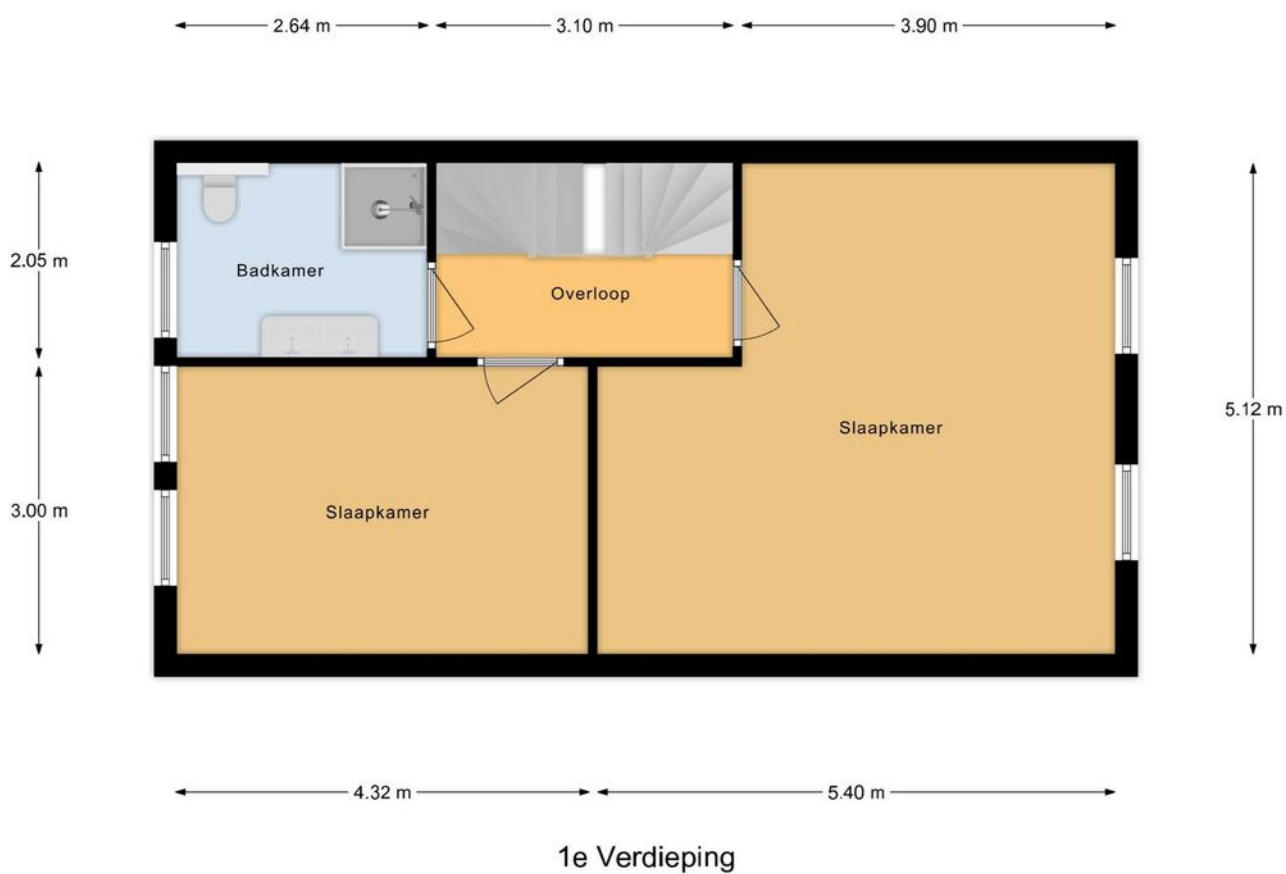 2.64 m
3.10 m
3.90 m
2.05 m
Badkamer
Overloop
5.12 m
Slaapkamer
3.00 m
Slaapkamer
4.32 m
5.40 m
1e Verdieping